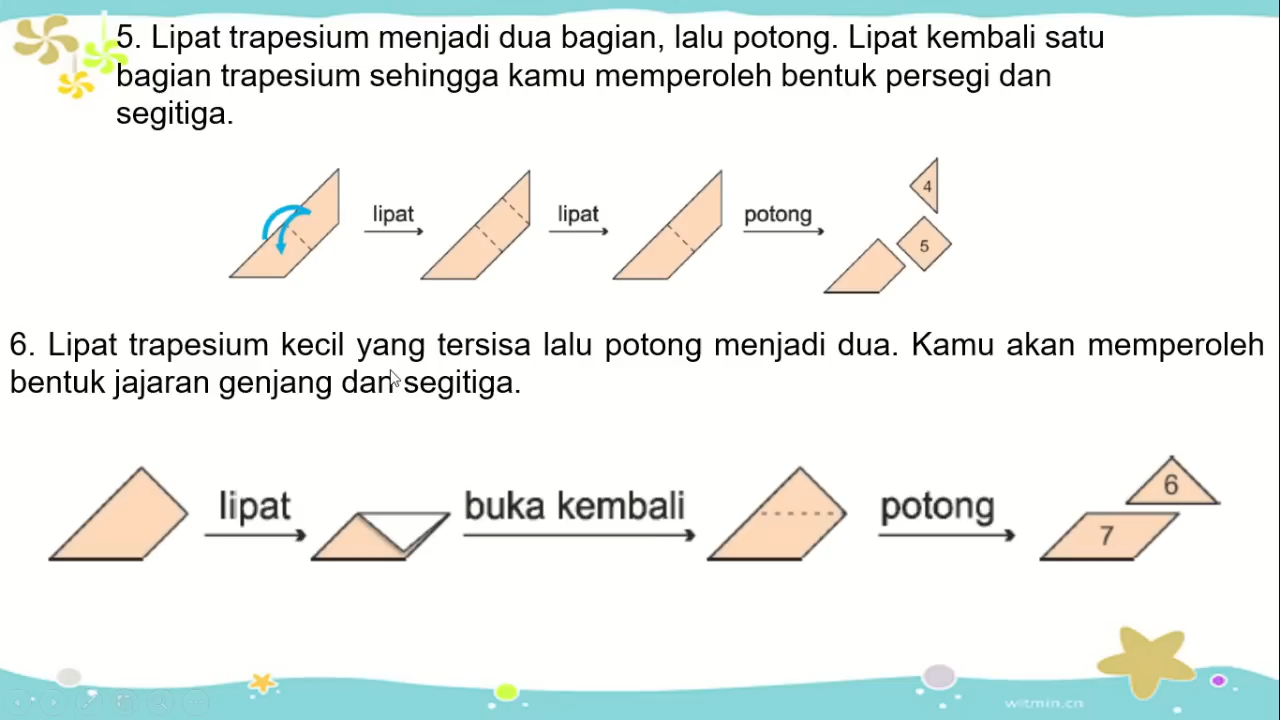 5. Lipat trapesium menjadi dua bagian, lalu potong. Lipat kembali satu
bagian trapesium sehingga kamu memperoleh bentuk persegi dan
segitiga.
lipat
lipat
potong
4
5
6. Lipat trapesium kecil yang tersisa lalu potong menjadi dua. Kamu akan memperoleh
bentuk jajaran genjang dan segitiga.
lipat
buka kembali
potong
6
7
witmin.cn